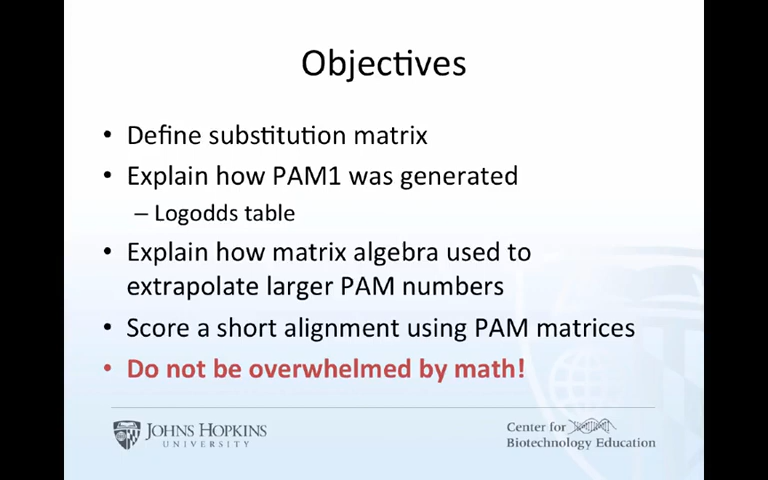 Objectives
• Define substitution matrix
• Explain how PAM1 was generated
– Logodds table
• Explain how matrix algebra used to
extrapolate larger PAM numbers
• Score a short alignment using PAM matrices
• Do not be overwhelmed by math!
JOHNS HOPKINS
UNIVERSITY
Center for
Biotechnology Education